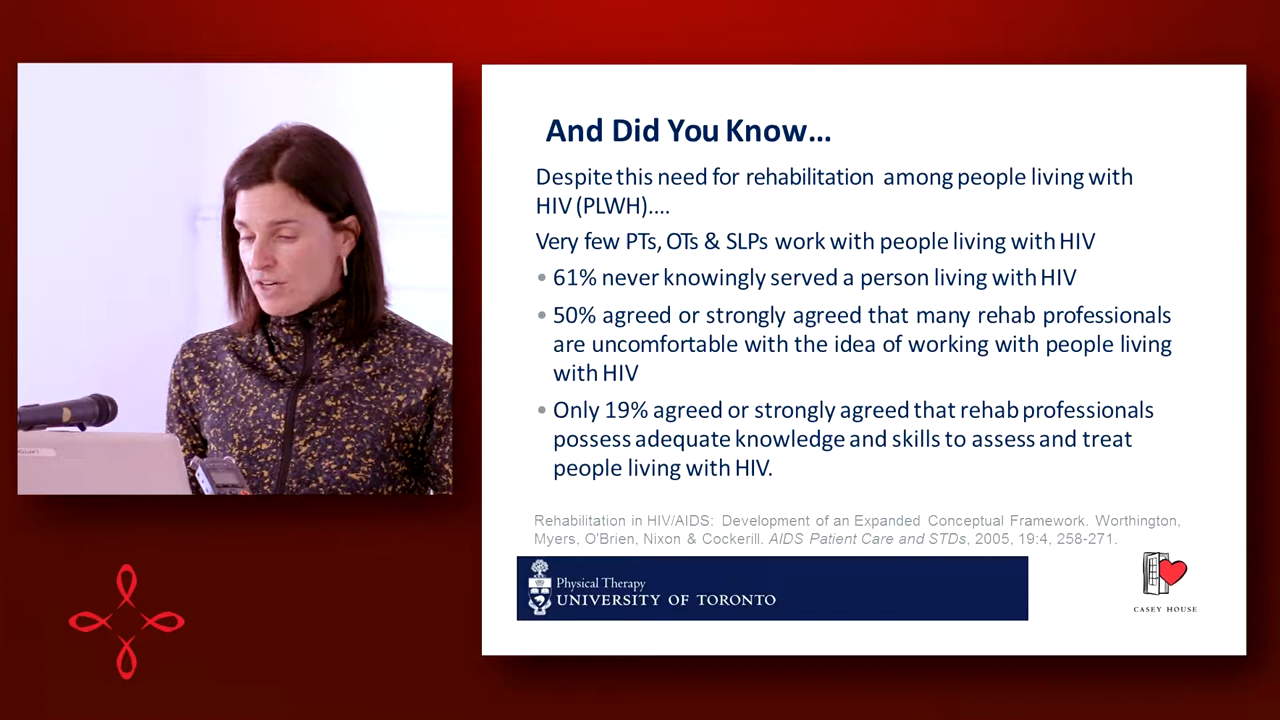 And Did You Know...
Despite this need for rehabilitation among people living with
HIV (PLWH)....
Very few PTs, OTs & SLPs work with people living with HIV
• 61% never knowingly served a person living with HIV
• 50% agreed or strongly agreed that many rehab professionals
are uncomfortable with the idea of working with people living
with HIV
• Only 19% agreed or strongly agreed that rehab professionals
possess adequate knowledge and skills to assess and treat
people living with HIV.
Rehabilitation in HIV/AIDS: Development of an Expanded Conceptual Framework. Worthington,
Myers, O'Brien, Nixon & Cockerill. AIDS Patient Care and STDs, 2005, 19:4, 258-271.
Physical Therapy
UNIVERSITY OF TORONTO
CASEY HOUSE